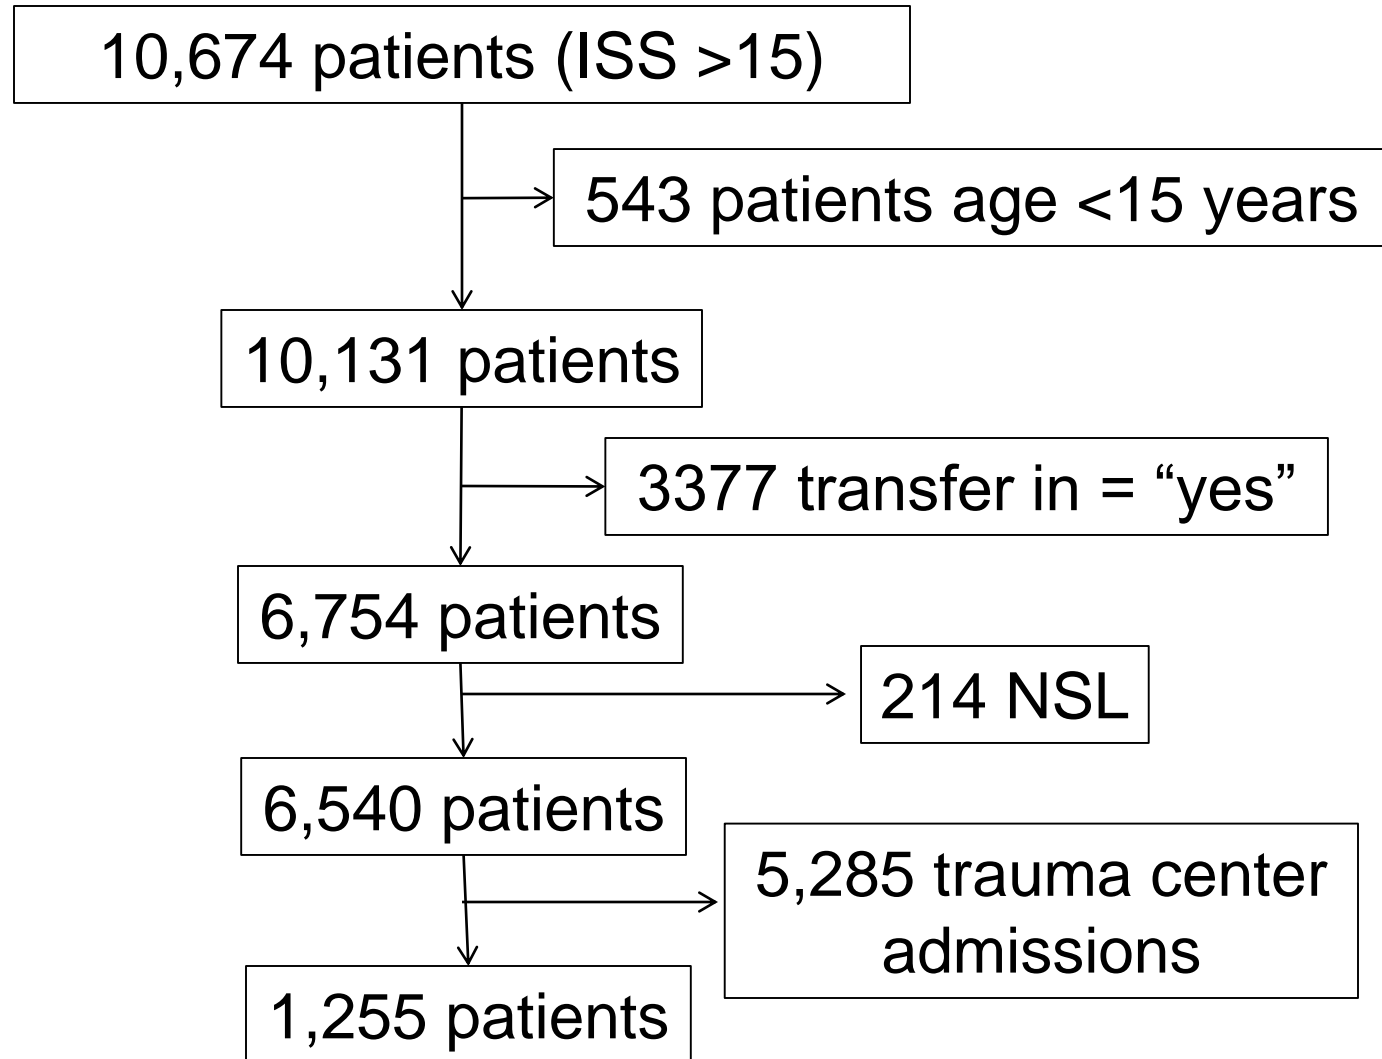 10,674 patients (ISS >15)
543 patients age <15 years
10,131 patients
3377 transfer in = “yes”
6,754 patients
214 NSL
6,540 patients
5,285 trauma center
admissions
1,255 patients